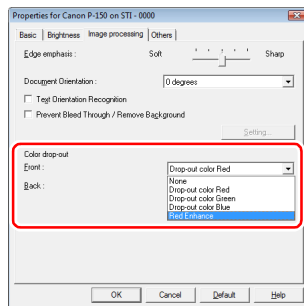 Properties for Canon P-150 on STI - 0000
Basic Brightness Image processing Others
Edge emphasis : Soft Sharp
Document Orientation : 0 degrees
Text Orientation Recognition
Prevent Bleed Through / Remove Background
Setting...
Color drop-out
Front : Drop-out color Red
Back :
None
Drop-out color Red
Drop-out color Green
Drop-out color Blue
Red Enhance
OK Cancel Default Help